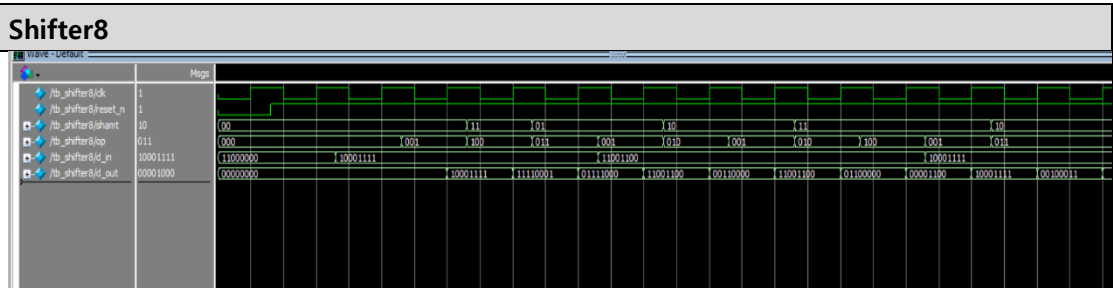 Shifter8
Wave - Default
Msgs
/tb_shifter8/clk 1
/tb_shifter8/reset_n 1
/tb_shifter8/shamt 10 00 11 01 10 11 10
/tb_shifter8/op 011 000 001 100 011 001 010 001 010 100 001 011
/tb_shifter8/d_in 10001111 11000000 10001111 11001100 10001111
/tb_shifter8/d_out 00001000 00000000 10001111 11110001 01111000 11001100 00110000 11001100 01100000 00001100 10001111 00100011